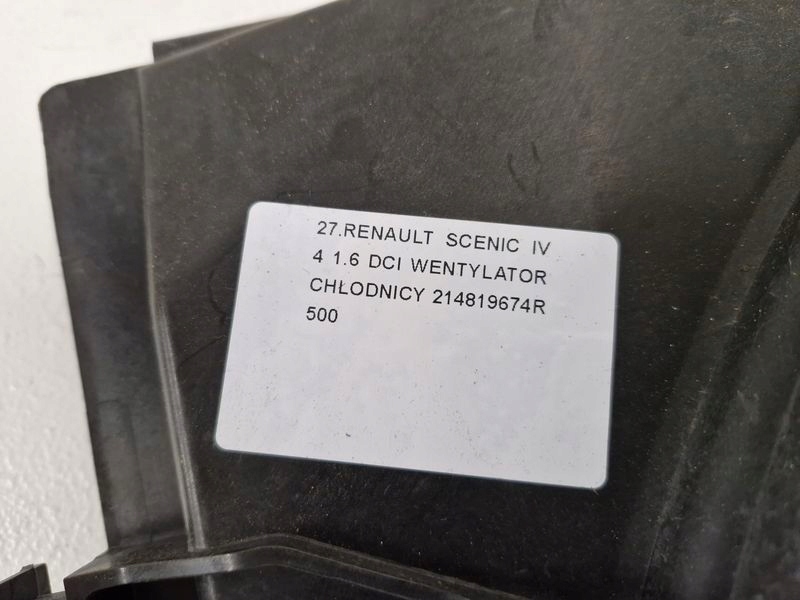 27.RENAULT SCENIC IV
4 1.6 DCI WENTYLATOR
CHŁODNICY 214819674R
500